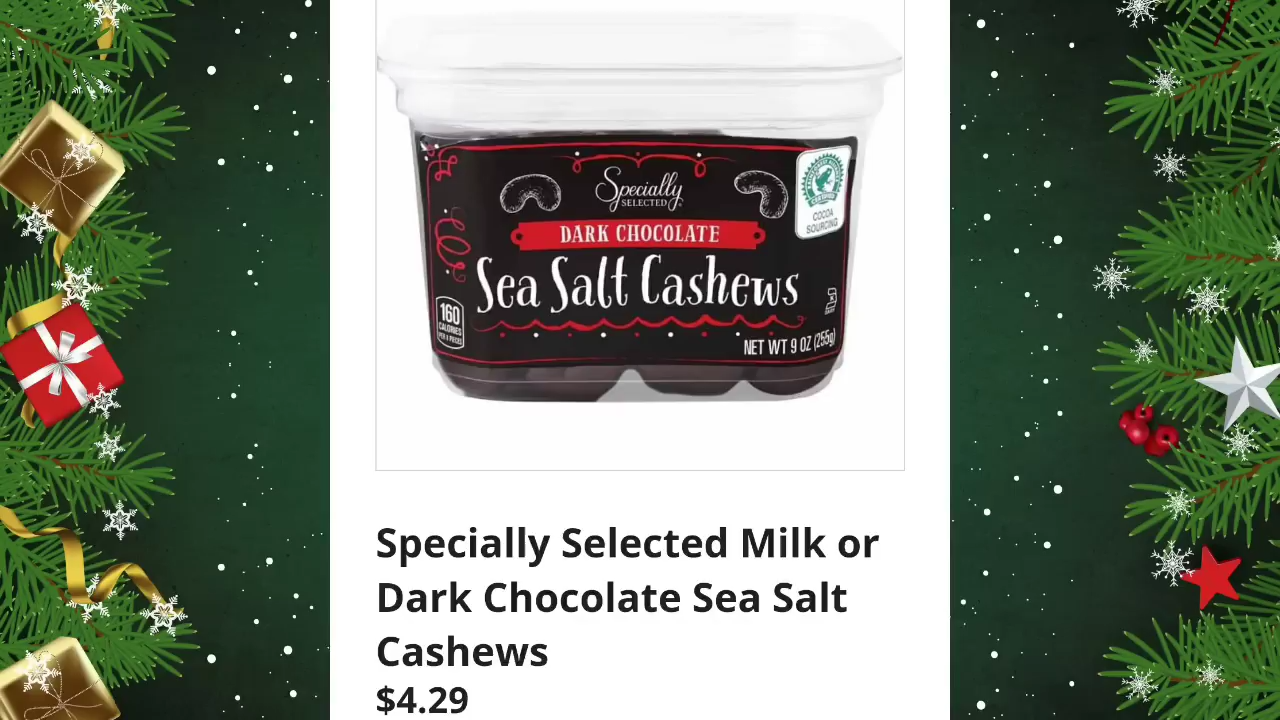 Specially
SELECTED
DARK CHOCOLATE
Sea Salt Cashews
COCOA
SOURCING
160
CALORIES
NET WT 9 OZ (255g)
Specially Selected Milk or
Dark Chocolate Sea Salt
Cashews
$4.29